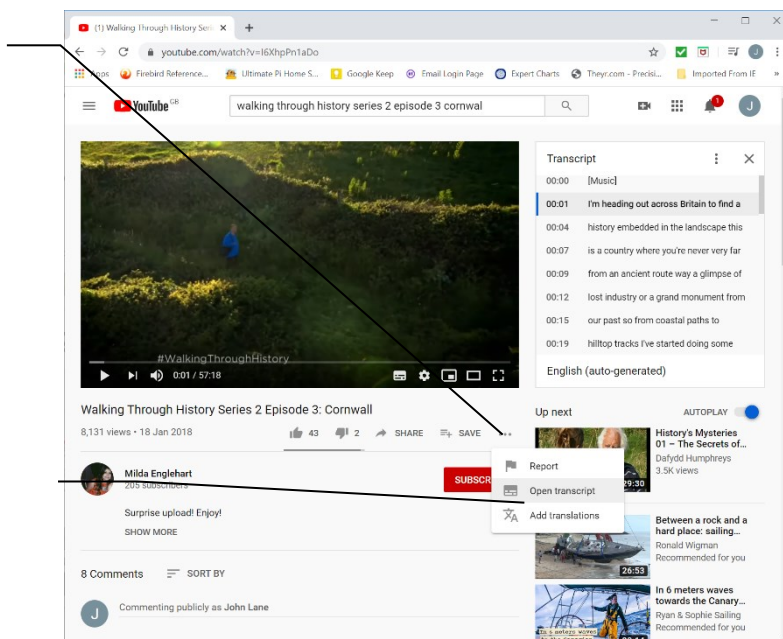 (1) Walking Through History Seri
youtube.com/watch?v=I6XhpPn1aDo
Apps Firebird Reference... Ultimate Pi Home S... Google Keep Email Login Page Expert Charts Theyr.com - Precisi... Imported From IE »
YouTube GB
walking through history series 2 episode 3 cornwal
J
Transcript
00:00 [Music]
00:01 I'm heading out across Britain to find a
00:04 history embedded in the landscape this
00:07 is a country where you're never very far
00:09 from an ancient route way a glimpse of
00:12 lost industry or a grand monument from
00:15 our past so from coastal paths to
00:19 hilltop tracks I've started doing some
English (auto-generated)
#WalkingThroughHistory
0:01 / 57:18
Walking Through History Series 2 Episode 3: Cornwall
8,131 views • 18 Jan 2018
43 2 SHARE SAVE
Report
Open transcript
Add translations
Milda Englehart
205 subscribers
SUBSCR
Surprise upload! Enjoy!
SHOW MORE
8 Comments SORT BY
J
Commenting publicly as John Lane
Up next AUTOPLAY
History's Mysteries
01 – The Secrets of...
Dafydd Humphreys
3.5K views
29:30
Between a rock and a
hard place: sailing...
Ronald Wigman
Recommended for you
26:53
In 6 meters waves
towards the Canary...
Ryan & Sophie Sailing
Recommended for you
In 6 meters waves